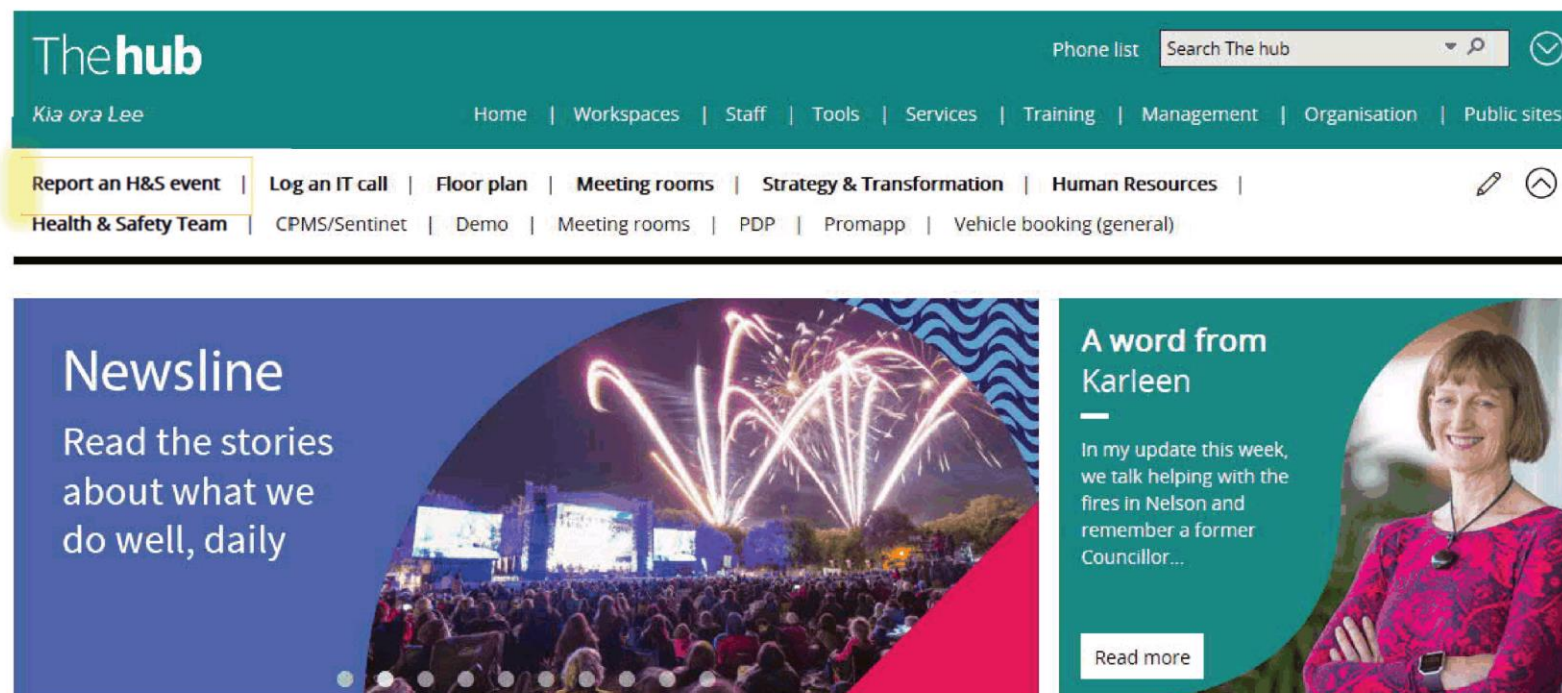 Thehub
Phone list
Search The hub
Kia ora Lee
Home | Workspaces | Staff | Tools | Services | Training | Management | Organisation | Public sites
Report an H&S event | Log an IT call | Floor plan | Meeting rooms | Strategy & Transformation | Human Resources |
Health & Safety Team | CPMS/Sentinet | Demo | Meeting rooms | PDP | Promapp | Vehicle booking (general)
Newsline
Read the stories
about what we
do well, daily
A word from
Karleen
In my update this week,
we talk helping with the
fires in Nelson and
remember a former
Councillor...
Read more